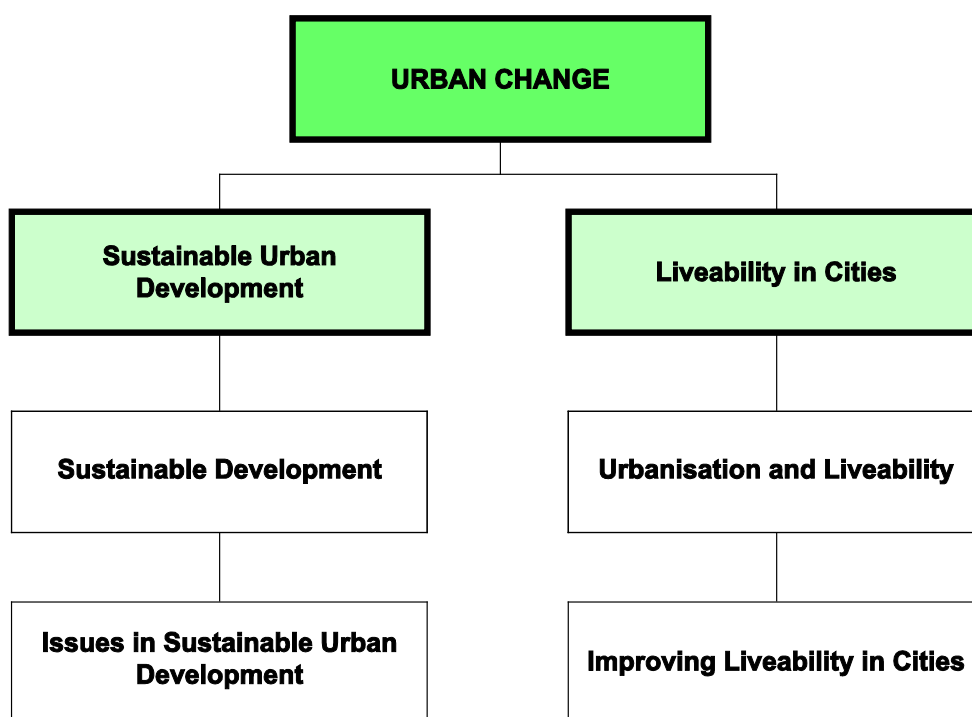 URBAN CHANGE
Sustainable Urban
Development
Liveability in Cities
Sustainable Development
Urbanisation and Liveability
Issues in Sustainable Urban
Development
Improving Liveability in Cities